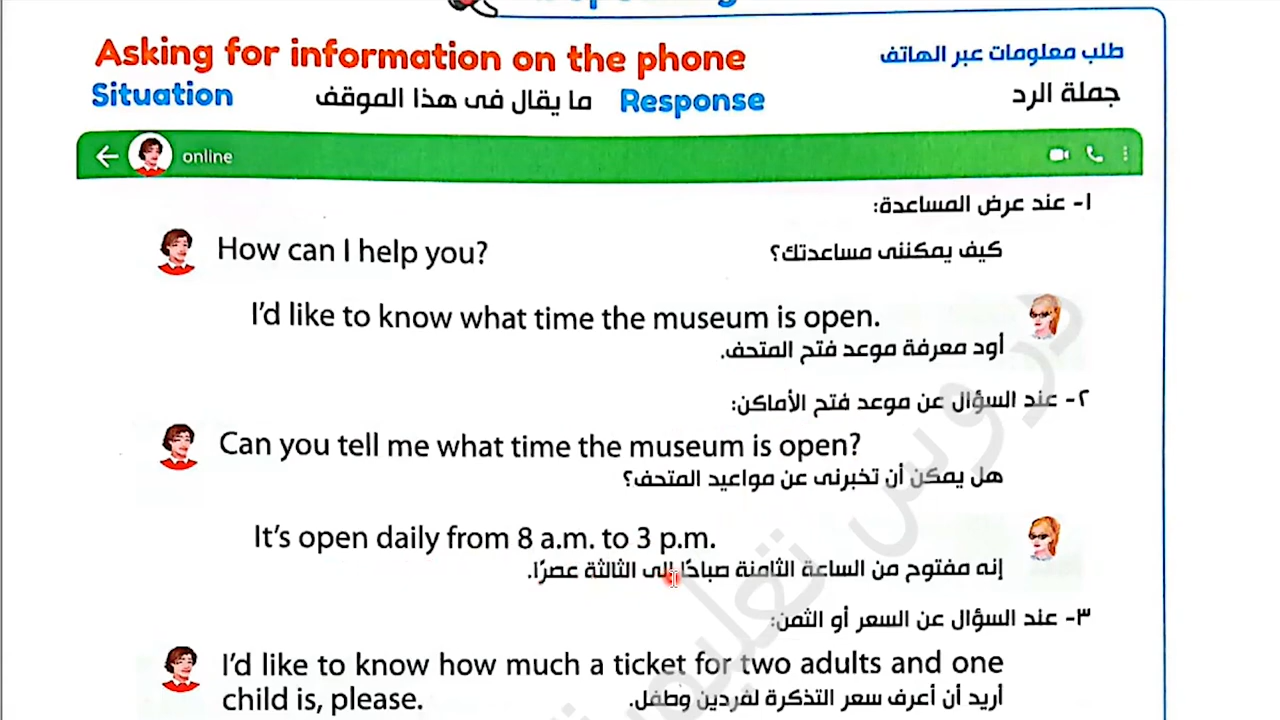 Asking for information on the phone طلب معلومات عبر الهاتف
Situation ما يقال فى هذا الموقف Response جملة الرد
online
١- عند عرض المساعدة:
How can I help you? كيف يمكننى مساعدتك؟
I'd like to know what time the museum is open.
أود معرفة موعد فتح المتحف.
٢- عند السؤال عن موعد فتح الأماكن:
Can you tell me what time the museum is open?
هل يمكن أن تخبرنى عن مواعيد المتحف؟
It's open daily from 8 a.m. to 3 p.m.
إنه مفتوح من الساعة الثامنة صباحًا إلى الثالثة عصرًا.
٣- عند السؤال عن السعر أو الثمن:
I'd like to know how much a ticket for two adults and one
child is, please. أريد أن أعرف سعر التذكرة لفردين وطفل.
دروس تعليمية